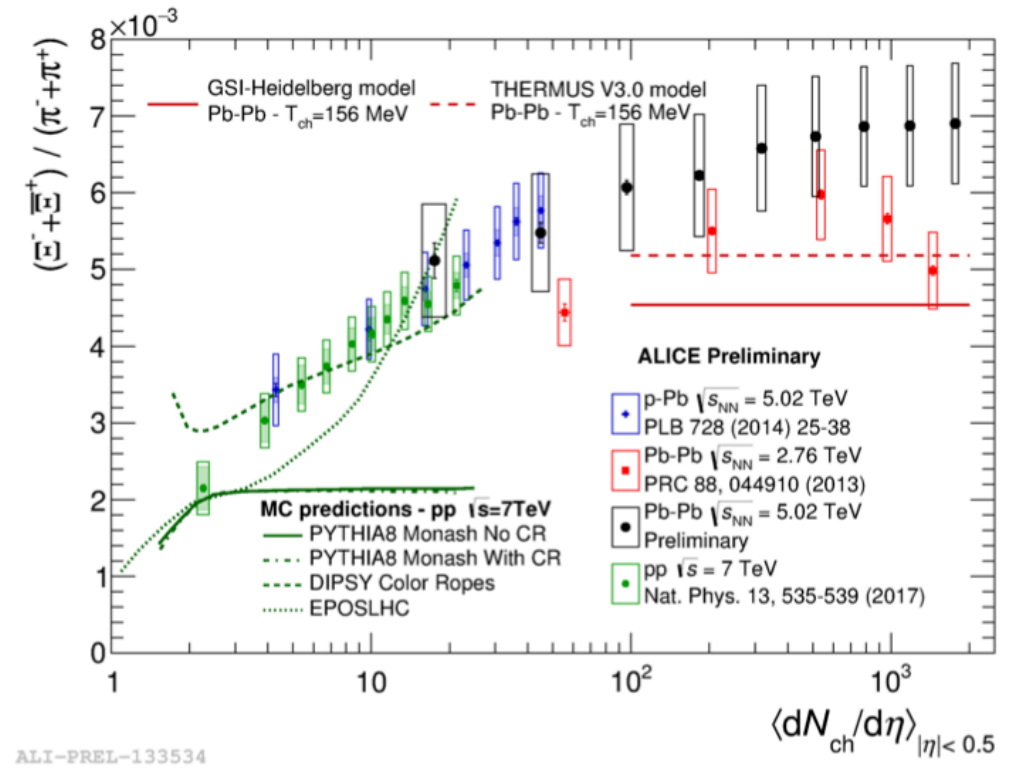 8 ×10⁻³
7
6
5
4
3
2
1
0
(Ξ⁻+Ξ̅⁺) / (π⁻+π⁺)
GSI-Heidelberg model
Pb-Pb - T_ch=156 MeV
THERMUS V3.0 model
Pb-Pb - T_ch=156 MeV
ALICE Preliminary
p-Pb √s_NN = 5.02 TeV
PLB 728 (2014) 25-38
Pb-Pb √s_NN = 2.76 TeV
PRC 88, 044910 (2013)
Pb-Pb √s_NN = 5.02 TeV
Preliminary
pp √s = 7 TeV
Nat. Phys. 13, 535-539 (2017)
MC predictions - pp √s=7TeV
PYTHIA8 Monash No CR
PYTHIA8 Monash With CR
DIPSY Color Ropes
EPOSLHC
1 10 10² 10³
⟨dN_ch/dη⟩_|η|< 0.5
ALI-PREL-133534